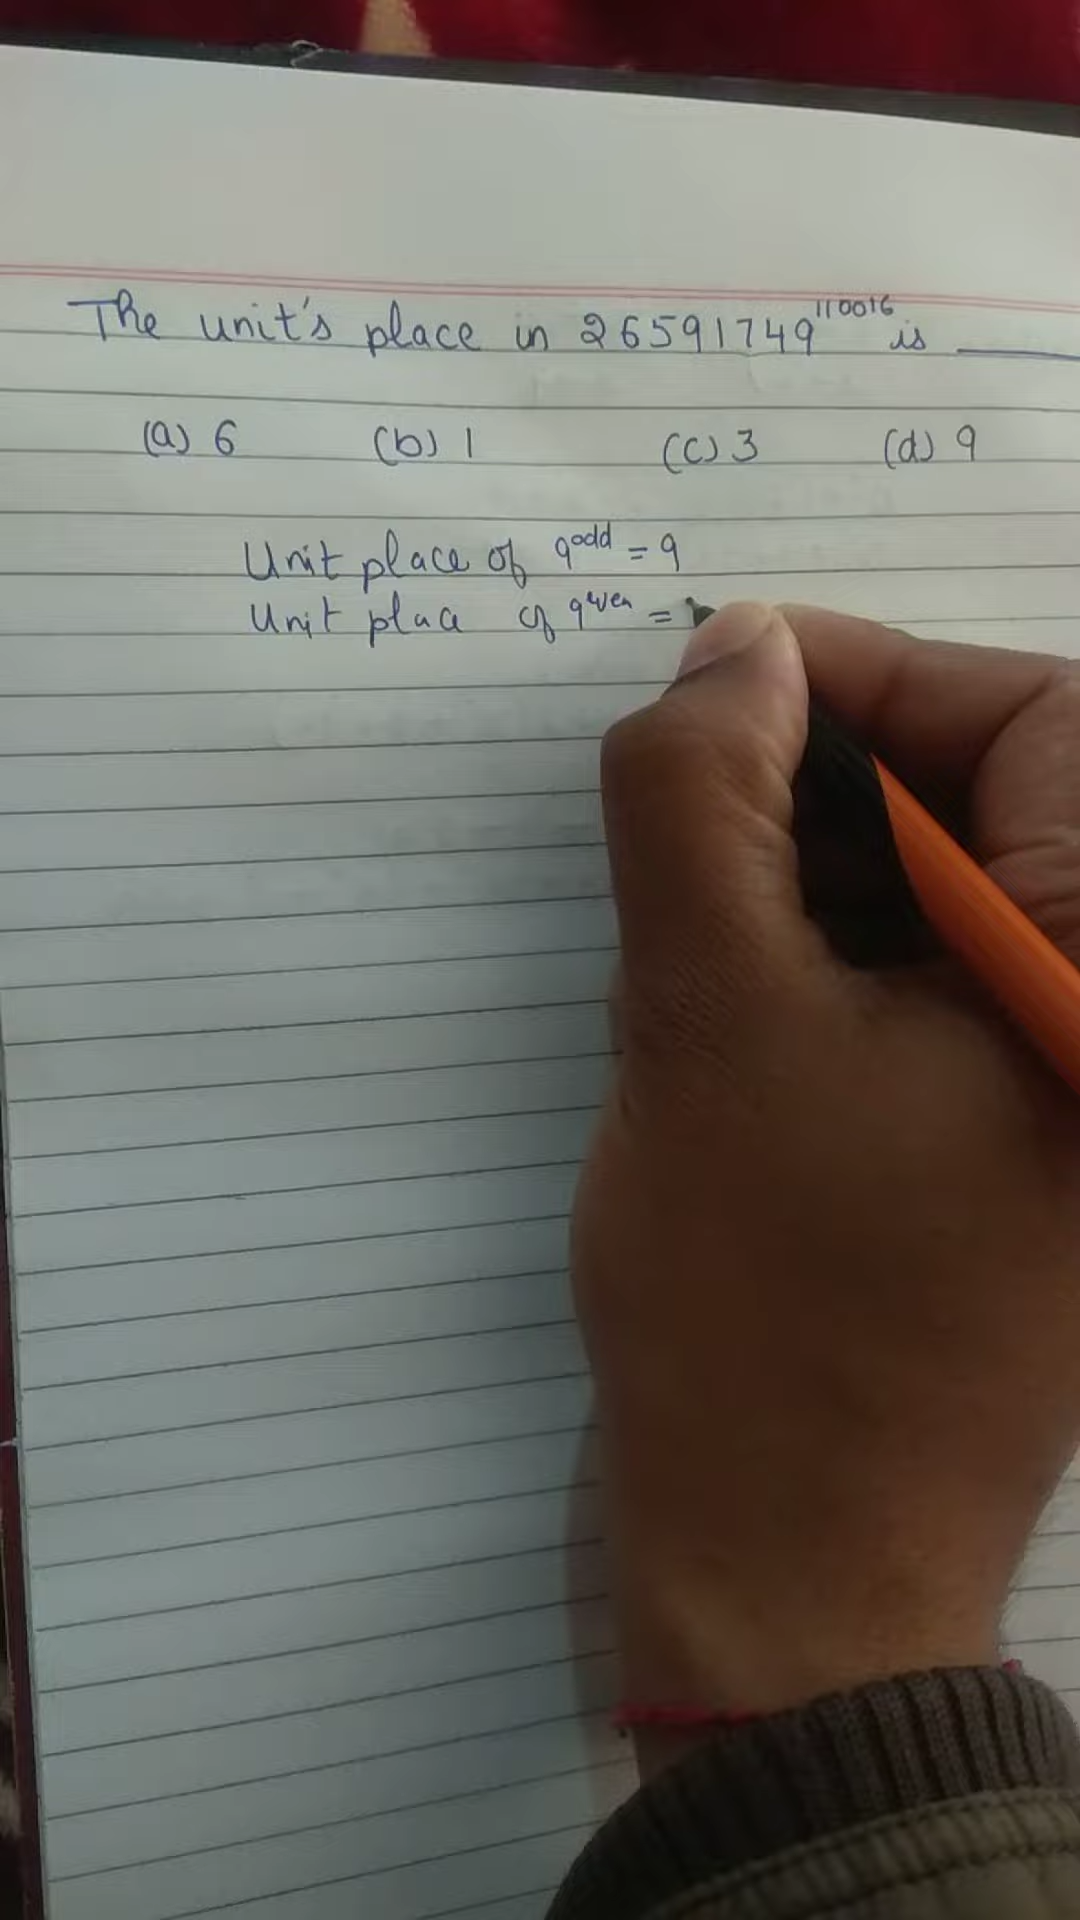 The unit's place in 26591749^110016 is ____
(a) 6 (b) 1 (c) 3 (d) 9
Unit place of 9^odd = 9
Unit place of 9^even =